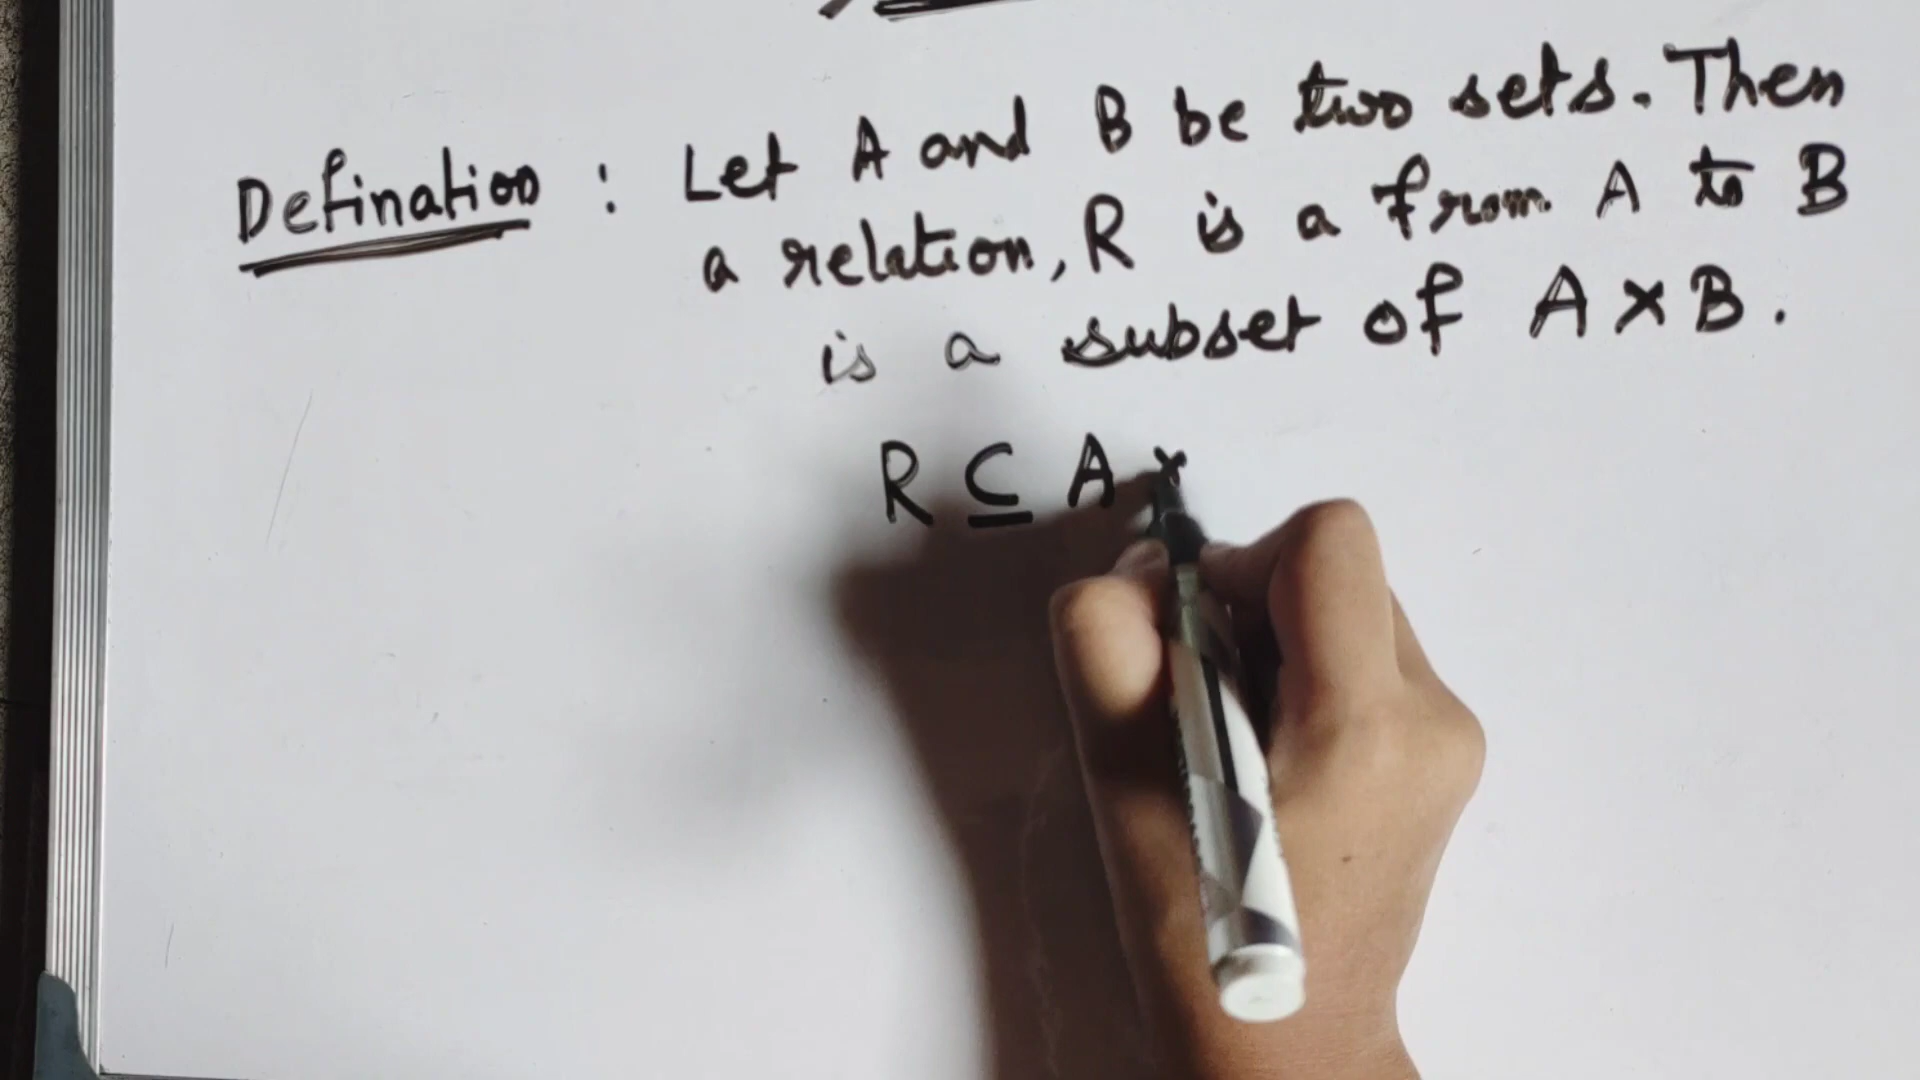 Defination : Let A and B be two sets. Then
a relation, R is a from A to B
is a subset of A × B.
R ⊆ A ×